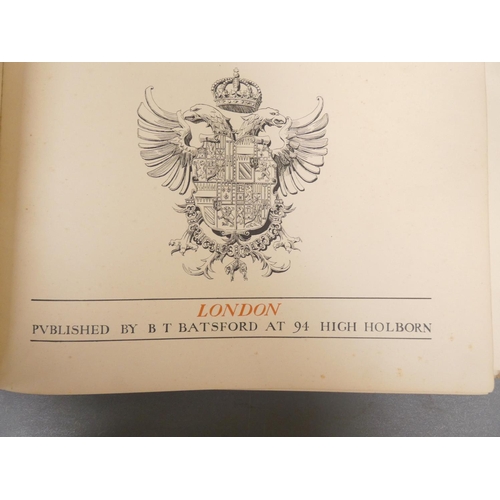 LONDON
PVBLISHED BY B T BATSFORD AT 94 HIGH HOLBORN